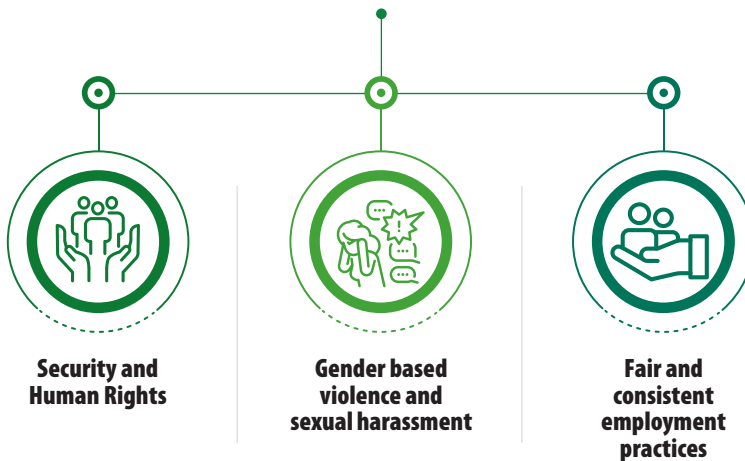 Security and
Human Rights
Gender based
violence and
sexual harassment
Fair and
consistent
employment
practices